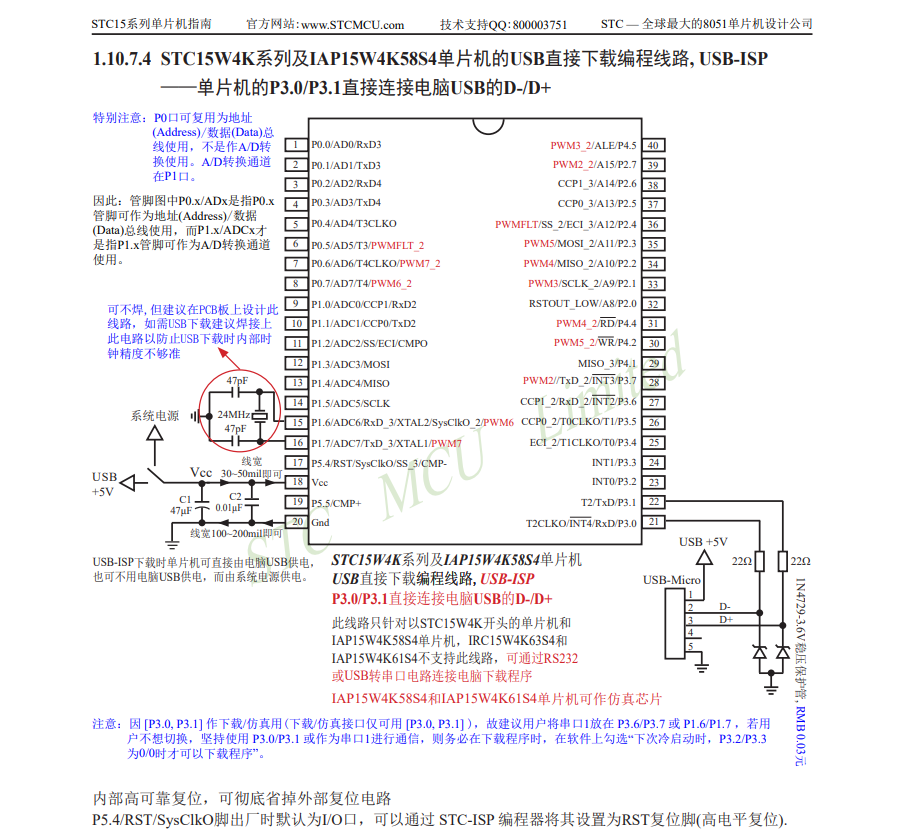 STC15系列单片机指南 官方网站:www.STCMCU.com 技术支持QQ:800003751 STC — 全球最大的8051单片机设计公司
1.10.7.4 STC15W4K系列及IAP15W4K58S4单片机的USB直接下载编程线路, USB-ISP
——单片机的P3.0/P3.1直接连接电脑USB的D-/D+
特别注意：P0口可复用为地址
(Address)/数据(Data)总
线使用，不是作A/D转
换使用。A/D转换通道
在P1口。
因此：管脚图中P0.x/ADx是指P0.x
管脚可作为地址(Address)/数据
(Data)总线使用，而P1.x/ADCx才
是指P1.x管脚可作为A/D转换通道
使用。
可不焊,但建议在PCB板上设计此
线路，如需USB下载建议焊接上
此电路以防止USB下载时内部时
钟精度不够准
1 P0.0/AD0/RxD3
2 P0.1/AD1/TxD3
3 P0.2/AD2/RxD4
4 P0.3/AD3/TxD4
5 P0.4/AD4/T3CLKO
6 P0.5/AD5/T3/PWMFLT_2
7 P0.6/AD6/T4CLKO/PWM7_2
8 P0.7/AD7/T4/PWM6_2
9 P1.0/ADC0/CCP1/RxD2
10 P1.1/ADC1/CCP0/TxD2
11 P1.2/ADC2/SS/ECI/CMPO
12 P1.3/ADC3/MOSI
13 P1.4/ADC4/MISO
14 P1.5/ADC5/SCLK
15 P1.6/ADC6/RxD_3/XTAL2/SysClkO_2/PWM6
16 P1.7/ADC7/TxD_3/XTAL1/PWM7
17 P5.4/RST/SysClkO/SS_3/CMP-
18 Vcc
19 P5.5/CMP+
20 Gnd
PWM3_2/ALE/P4.5 40
PWM2_2/A15/P2.7 39
CCP1_3/A14/P2.6 38
CCP0_3/A13/P2.5 37
PWMFLT/SS_2/ECI_3/A12/P2.4 36
PWM5/MOSI_2/A11/P2.3 35
PWM4/MISO_2/A10/P2.2 34
PWM3/SCLK_2/A9/P2.1 33
RSTOUT_LOW/A8/P2.0 32
PWM4_2/RD/P4.4 31
PWM5_2/WR/P4.2 30
MISO_3/P4.1 29
PWM2//TxD_2/INT3/P3.7 28
CCP1_2/RxD_2/INT2/P3.6 27
CCP0_2/T0CLKO/T1/P3.5 26
ECI_2/T1CLKO/T0/P3.4 25
INT1/P3.3 24
INT0/P3.2 23
T2/TxD/P3.1 22
T2CLKO/INT4/RxD/P3.0 21
47pF
24MHz
47pF
系统电源
USB
+5V
Vcc
线宽
30~50mil即可
C1
47μF
C2
0.01μF
线宽100~200mil即可
USB-ISP下载时单片机可直接由电脑USB供电，
也可不用电脑USB供电，而由系统电源供电。
STC MCU Limited
STC15W4K系列及IAP15W4K58S4单片机
USB直接下载编程线路, USB-ISP
P3.0/P3.1直接连接电脑USB的D-/D+
此线路只针对以STC15W4K开头的单片机和
IAP15W4K58S4单片机，IRC15W4K63S4和
IAP15W4K61S4不支持此线路，可通过RS232
或USB转串口电路连接电脑下载程序
IAP15W4K58S4和IAP15W4K61S4单片机可作仿真芯片
USB +5V
USB-Micro
1
2 D-
3 D+
4
5
22Ω
22Ω
1N4729-3.6V稳压保护管, RMB 0.03元
注意：因 [P3.0, P3.1] 作下载/仿真用 (下载/仿真接口仅可用 [P3.0, P3.1] )，故建议用户将串口1放在 P3.6/P3.7 或 P1.6/P1.7，若用
户不想切换，坚持使用 P3.0/P3.1 或作为串口1进行通信，则务必在下载程序时，在软件上勾选“下次冷启动时，P3.2/P3.3
为0/0时才可以下载程序”。
内部高可靠复位，可彻底省掉外部复位电路
P5.4/RST/SysClkO脚出厂时默认为I/O口，可以通过 STC-ISP 编程器将其设置为RST复位脚(高电平复位).